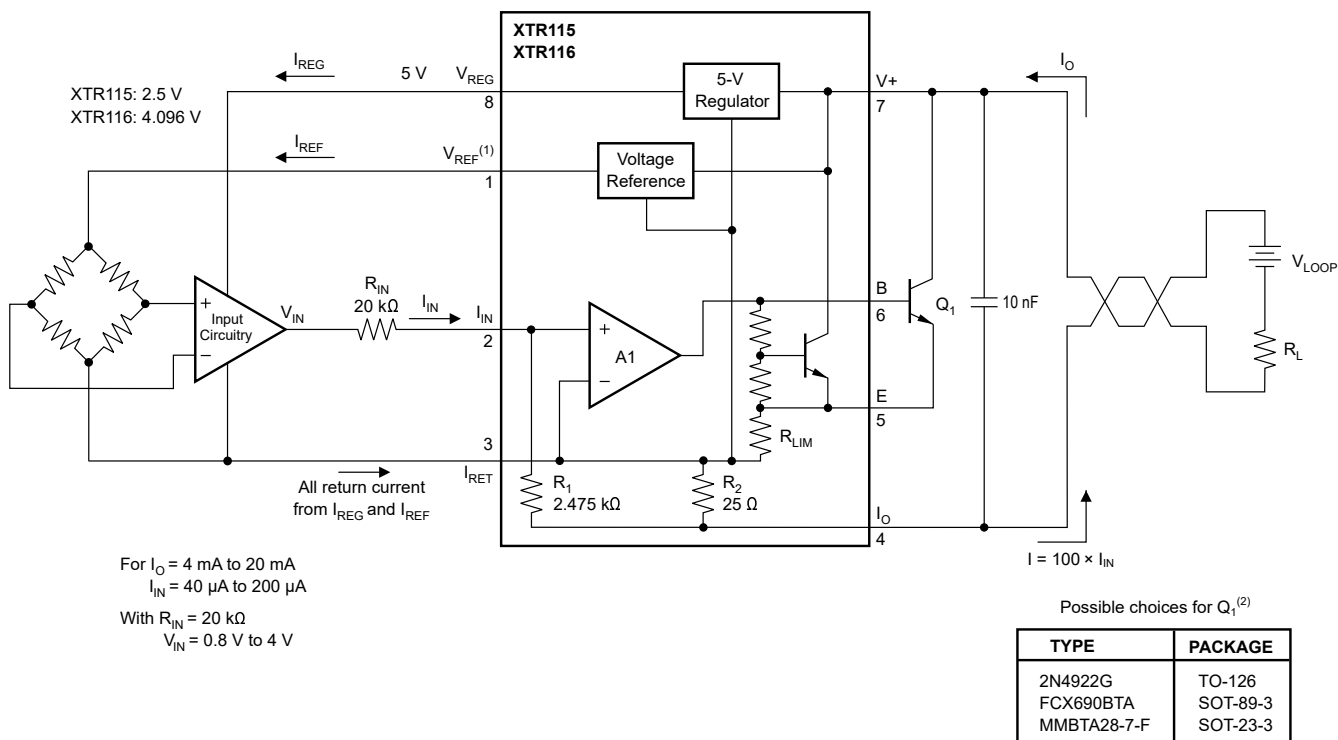 XTR115
XTR116
I_REG
5 V
V_REG
8
5-V
Regulator
V+
7
I_O
XTR115: 2.5 V
XTR116: 4.096 V
I_REF
V_REF(1)
1
Voltage
Reference
V_LOOP
R_L
R_IN
20 kΩ
I_IN
I_IN
2
+
Input
Circuitry
–
V_IN
+
A1
–
B
6
Q1
10 nF
E
5
R_LIM
3
I_RET
All return current
from I_REG and I_REF
R1
2.475 kΩ
R2
25 Ω
I_O
4
I = 100 × I_IN
For I_O = 4 mA to 20 mA
I_IN = 40 µA to 200 µA
With R_IN = 20 kΩ
V_IN = 0.8 V to 4 V
Possible choices for Q1(2)
TYPE PACKAGE
2N4922G TO-126
FCX690BTA SOT-89-3
MMBTA28-7-F SOT-23-3